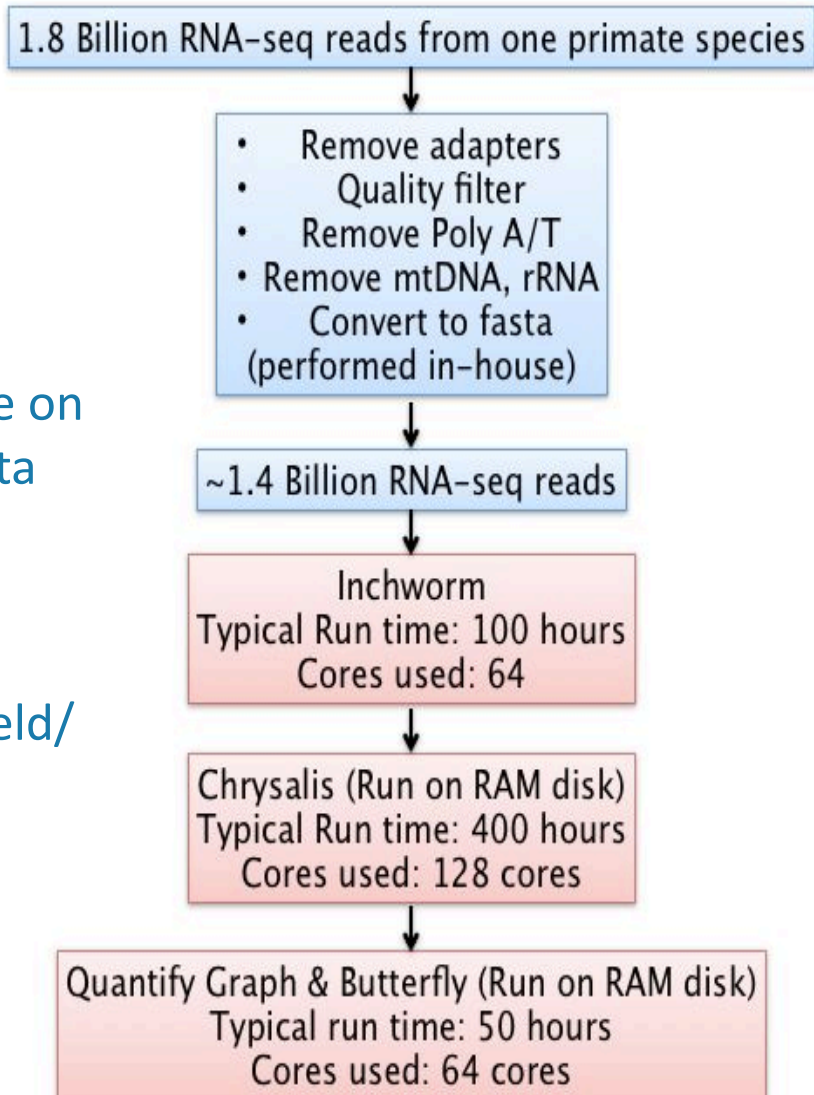 1.8 Billion RNA-seq reads from one primate species
• Remove adapters
• Quality filter
• Remove Poly A/T
• Remove mtDNA, rRNA
• Convert to fasta
(performed in-house)
e on
ta
~1.4 Billion RNA-seq reads
Inchworm
Typical Run time: 100 hours
Cores used: 64
eld/
Chrysalis (Run on RAM disk)
Typical Run time: 400 hours
Cores used: 128 cores
Quantify Graph & Butterfly (Run on RAM disk)
Typical run time: 50 hours
Cores used: 64 cores